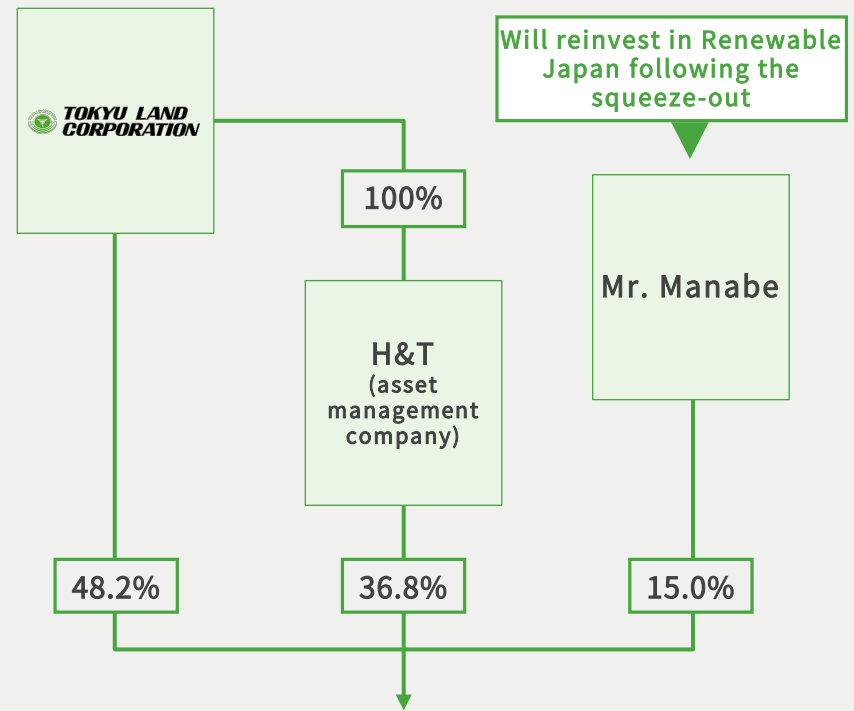 TOKYU LAND
CORPORATION
Will reinvest in Renewable
Japan following the
squeeze-out
100%
Mr. Manabe
H&T
(asset
management
company)
48.2%
36.8%
15.0%